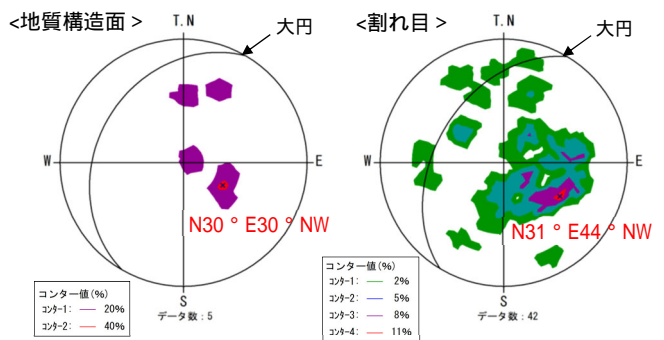 <地質構造面>
T.N
大円
W
E
N30°E30°NW
S
データ数:5
コンター値(%)
コンター1: 20%
コンター2: 40%
<割れ目>
T.N
大円
W
E
N31°E44°NW
S
データ数:42
コンター値(%)
コンター1: 2%
コンター2: 5%
コンター3: 8%
コンター4: 11%